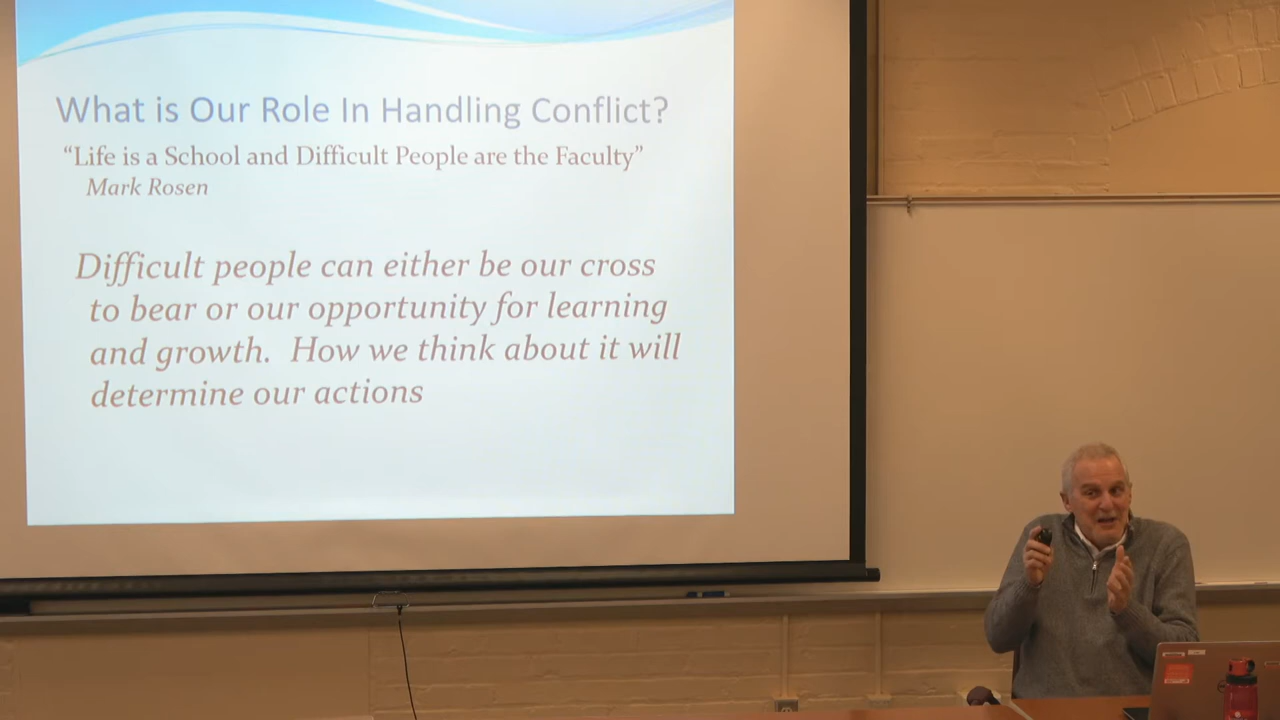 What is Our Role In Handling Conflict?
“Life is a School and Difficult People are the Faculty”
Mark Rosen
Difficult people can either be our cross
to bear or our opportunity for learning
and growth.  How we think about it will
determine our actions